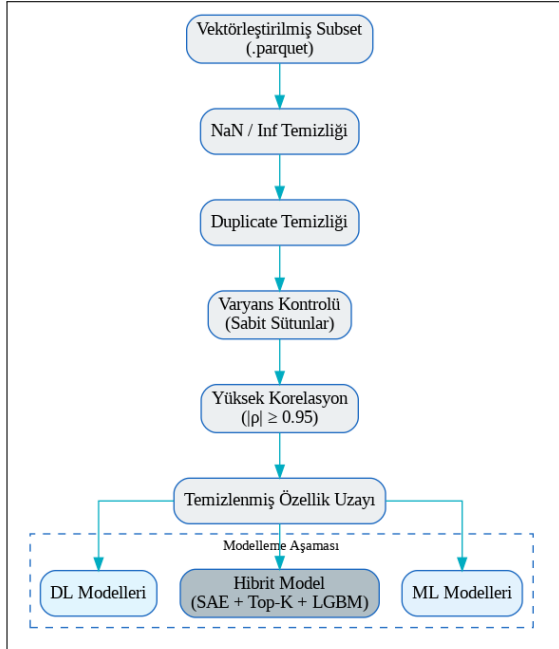 Vektörleştirilmiş Subset
(.parquet)
NaN / Inf Temizliği
Duplicate Temizliği
Varyans Kontrolü
(Sabit Sütunlar)
Yüksek Korelasyon
(|ρ| ≥ 0.95)
Temizlenmiş Özellik Uzayı
Modelleme Aşaması
DL Modelleri
Hibrit Model
(SAE + Top-K + LGBM)
ML Modelleri